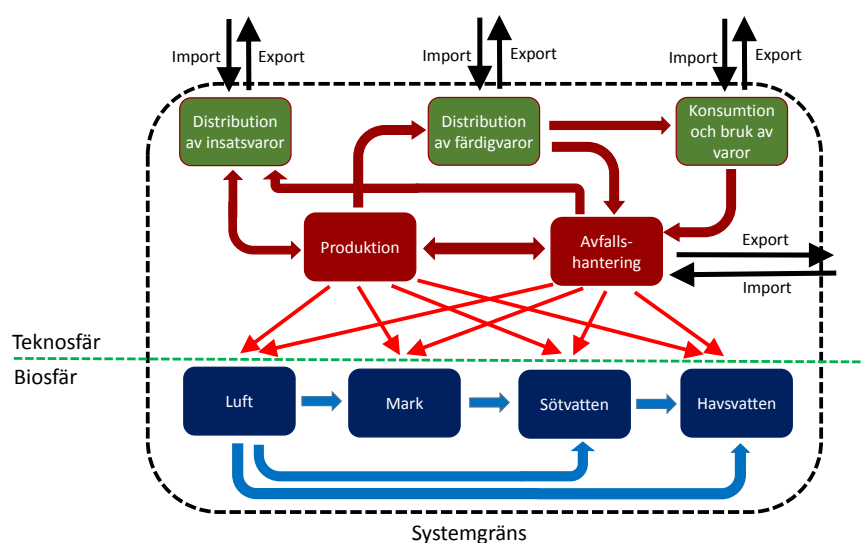 Import
Export
Import
Export
Import
Export
Distribution
av insatsvaror
Distribution
av färdigvaror
Konsumtion
och bruk av
varor
Produktion
Avfalls-
hantering
Export
Import
Teknosfär
Biosfär
Luft
Mark
Sötvatten
Havsvatten
Systemgräns